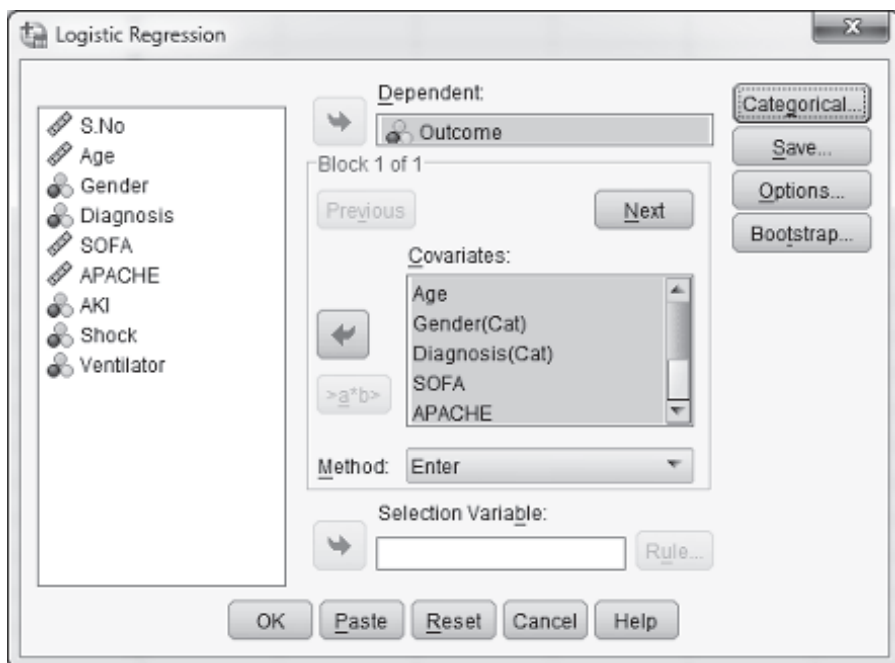 Logistic Regression
S.No
Age
Gender
Diagnosis
SOFA
APACHE
AKI
Shock
Ventilator
Dependent:
Outcome
Block 1 of 1
Previous
Next
Covariates:
Age
Gender(Cat)
Diagnosis(Cat)
SOFA
APACHE
>a*b>
Method:
Enter
Selection Variable:
Rule...
Categorical...
Save...
Options...
Bootstrap...
OK
Paste
Reset
Cancel
Help